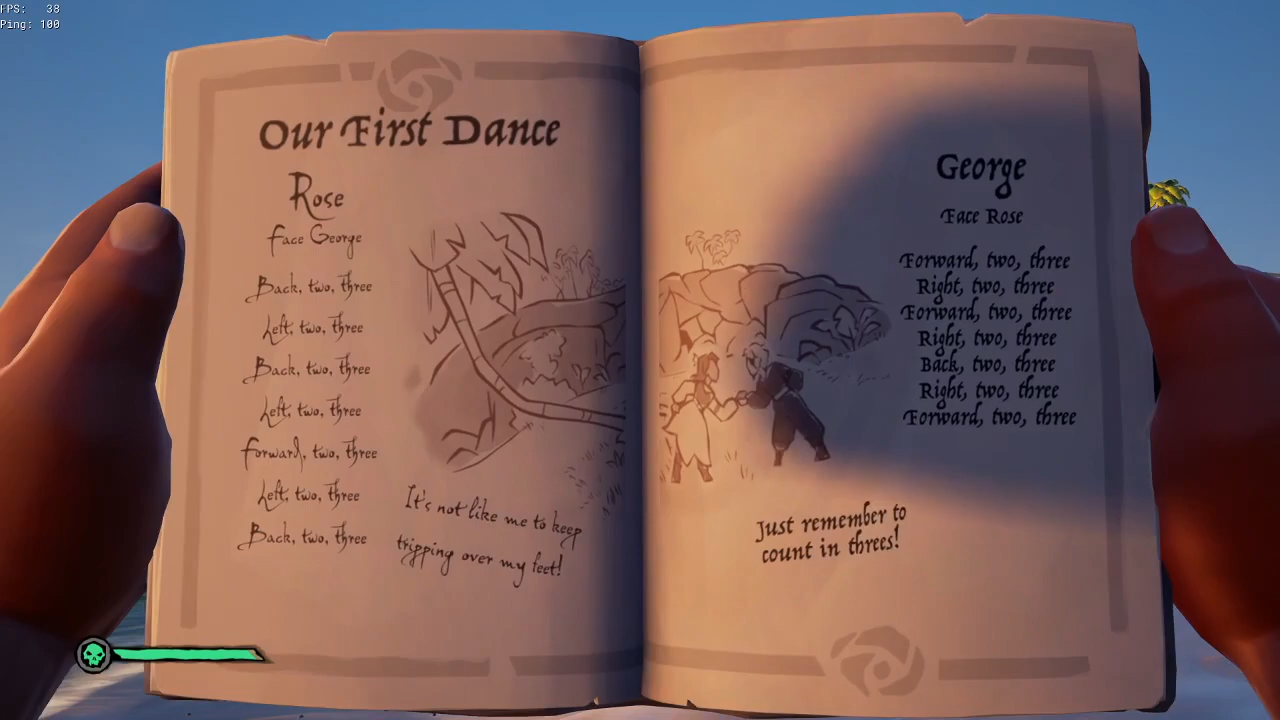 FPS: 38
Ping: 100
Our First Dance
Rose
Face George
Back, two, three
Left, two, three
Back, two, three
Left, two, three
Forward, two, three
Left, two, three
Back, two, three
It's not like me to keep
tripping over my feet!
George
Face Rose
Forward, two, three
Right, two, three
Forward, two, three
Right, two, three
Back, two, three
Right, two, three
Forward, two, three
Just remember to
count in threes!